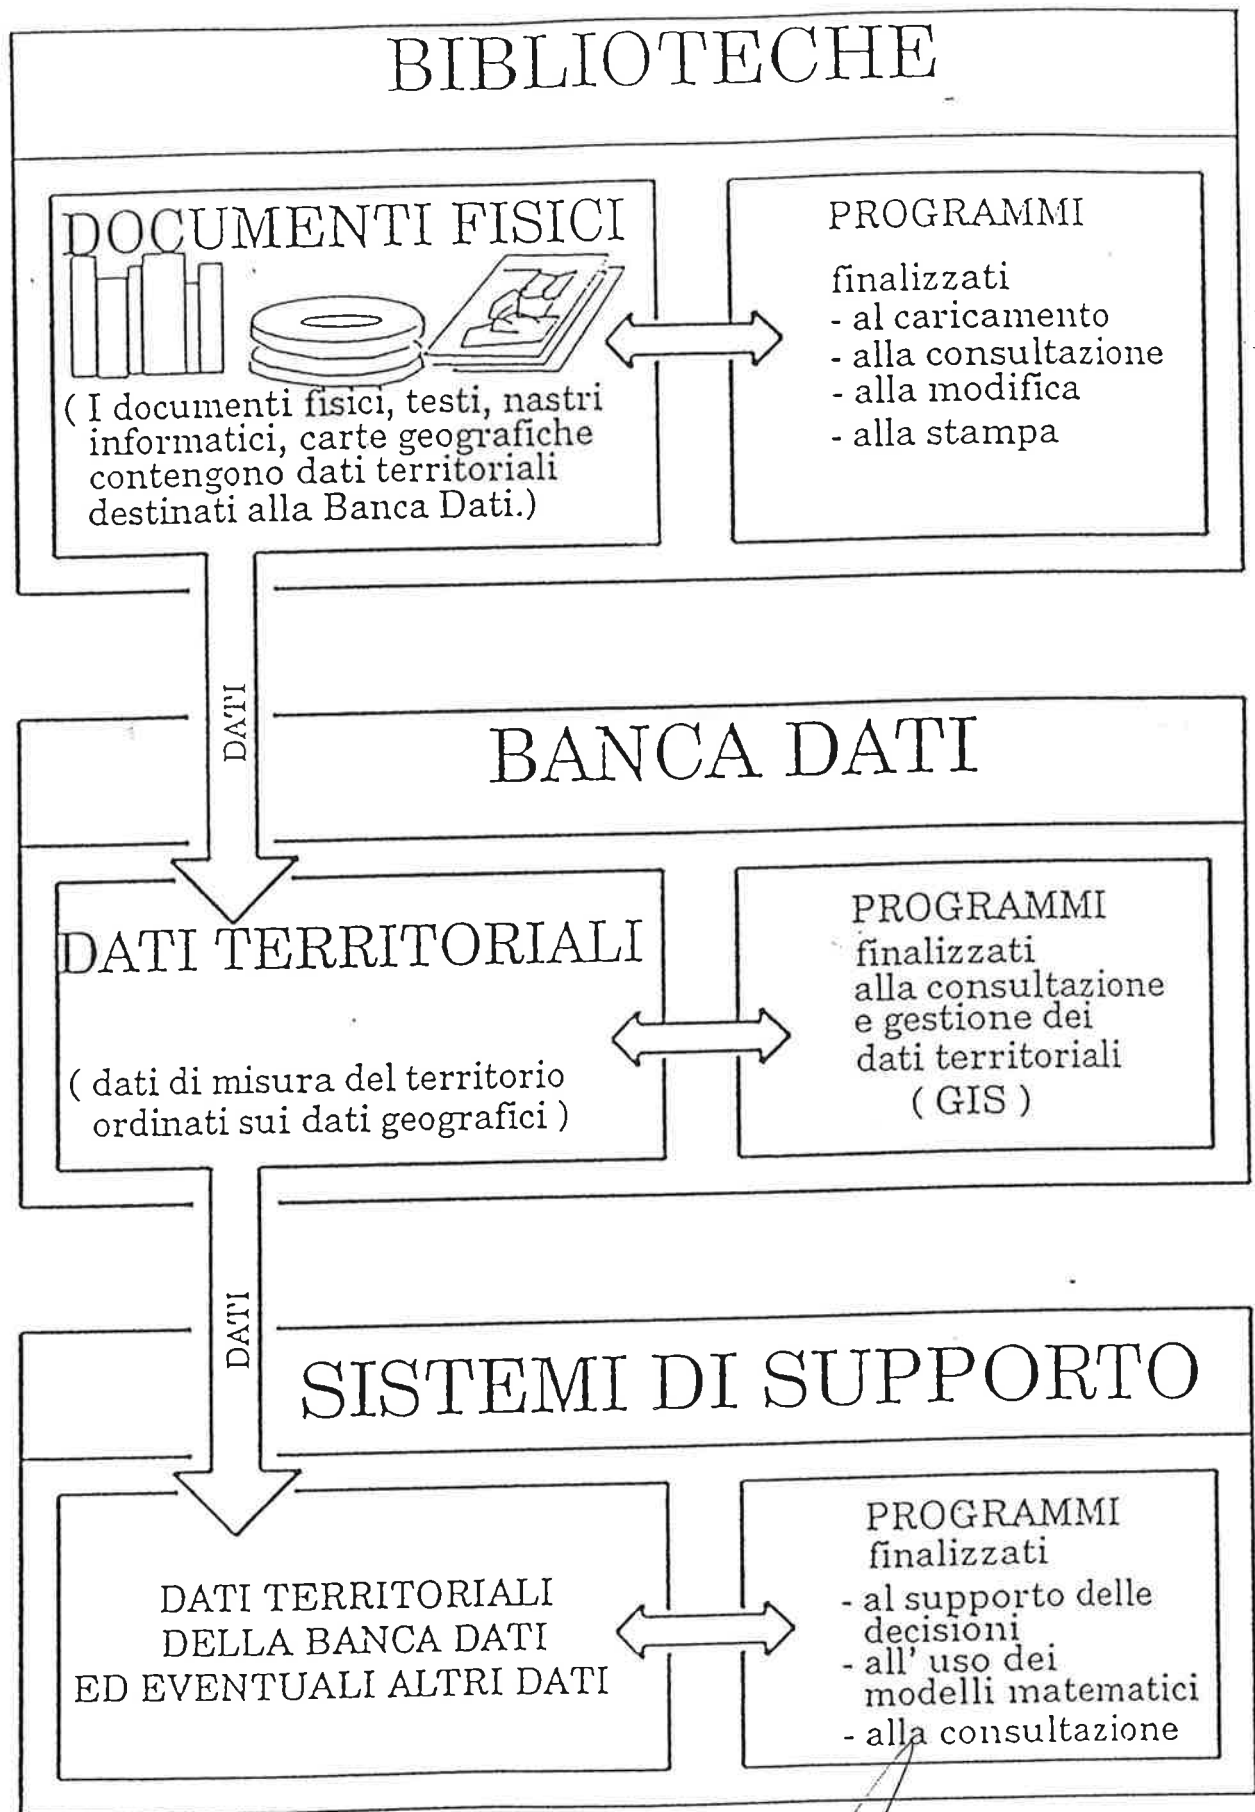 BIBLIOTECHE
DOCUMENTI FISICI
( I documenti fisici, testi, nastri
informatici, carte geografiche
contengono dati territoriali
destinati alla Banca Dati.)
PROGRAMMI
finalizzati
- al caricamento
- alla consultazione
- alla modifica
- alla stampa
DATI
BANCA DATI
DATI TERRITORIALI
( dati di misura del territorio
ordinati sui dati geografici )
PROGRAMMI
finalizzati
alla consultazione
e gestione dei
dati territoriali
( GIS )
DATI
SISTEMI DI SUPPORTO
DATI TERRITORIALI
DELLA BANCA DATI
ED EVENTUALI ALTRI DATI
PROGRAMMI
finalizzati
- al supporto delle
decisioni
- all' uso dei
modelli matematici
- alla consultazione